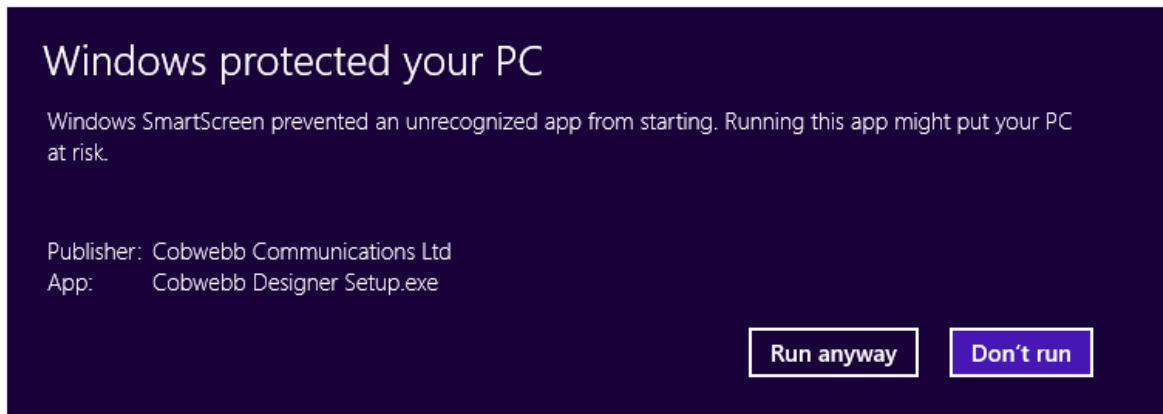 Windows protected your PC
Windows SmartScreen prevented an unrecognized app from starting. Running this app might put your PC
at risk.
Publisher: Cobwebb Communications Ltd
App: Cobwebb Designer Setup.exe
Run anyway Don't run